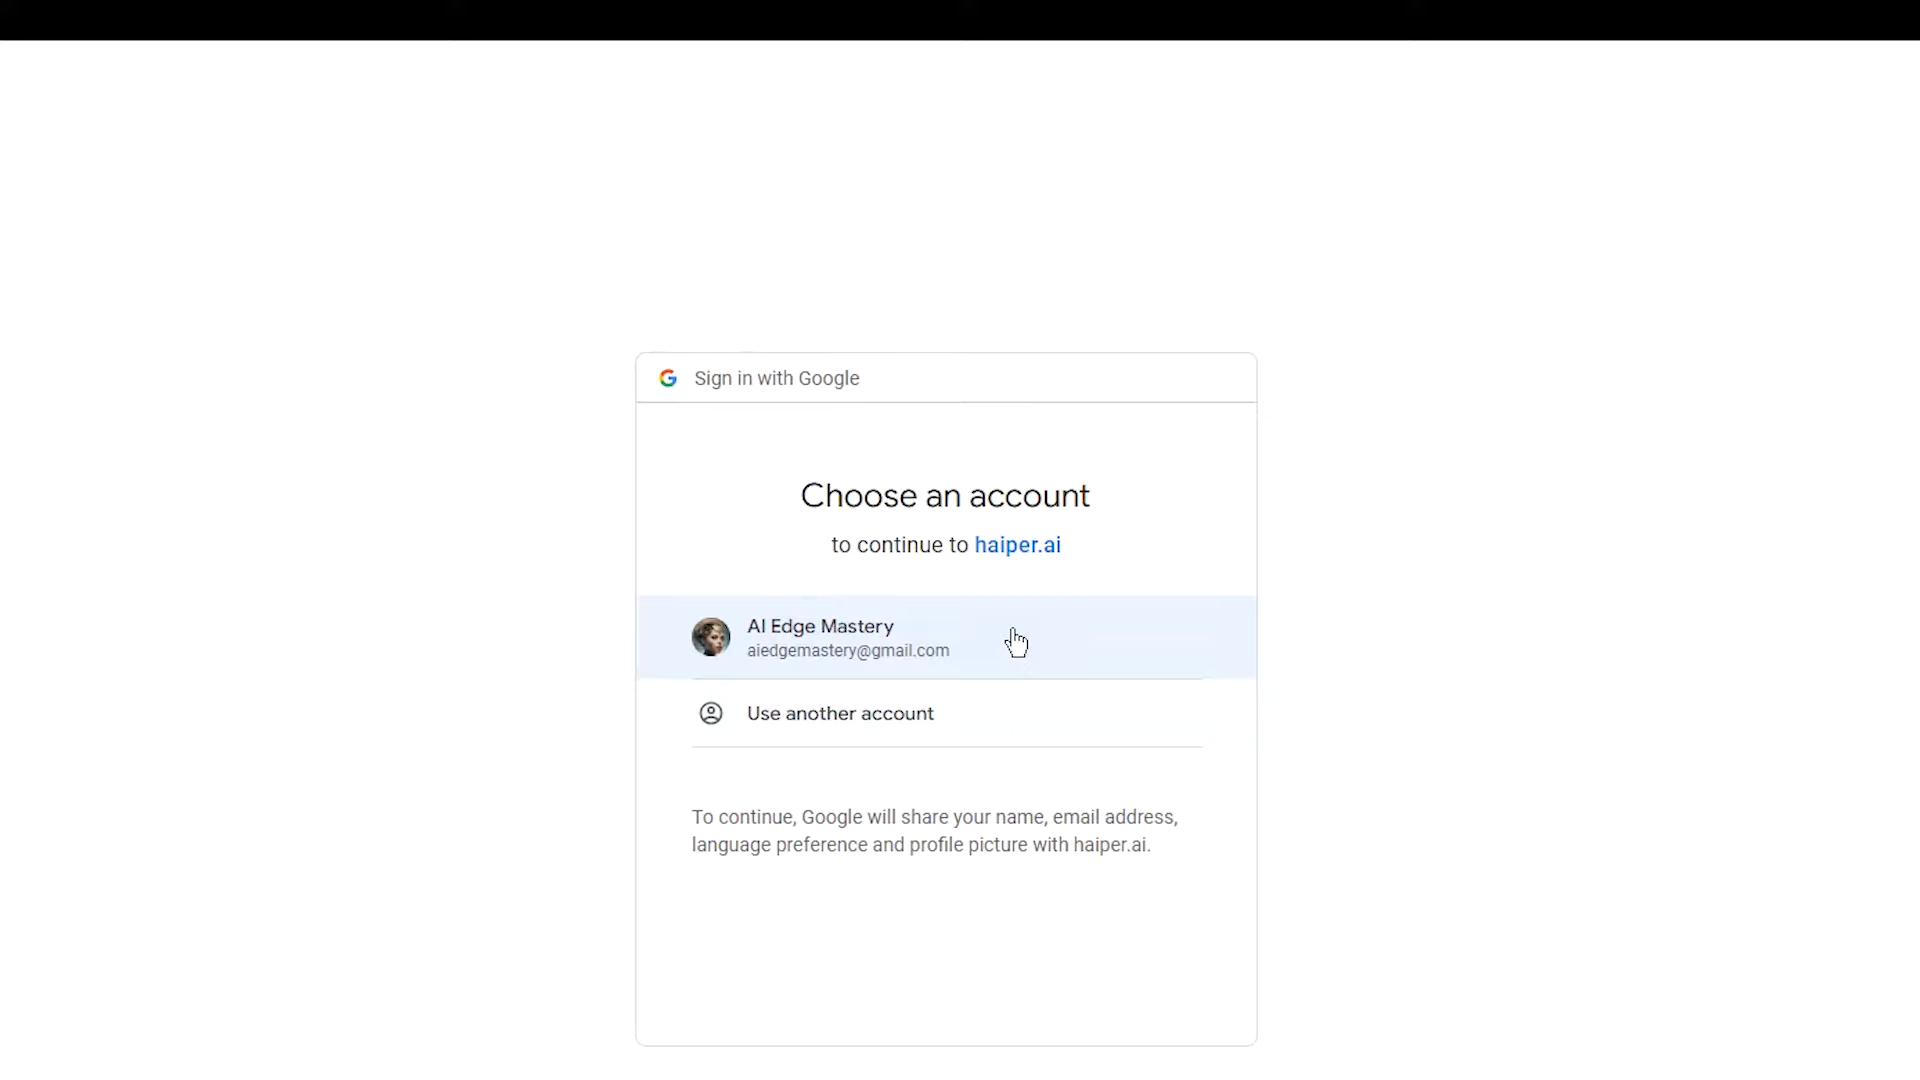 Sign in with Google
Choose an account
to continue to haiper.ai
AI Edge Mastery
aiedgemastery@gmail.com
Use another account
To continue, Google will share your name, email address,
language preference and profile picture with haiper.ai.